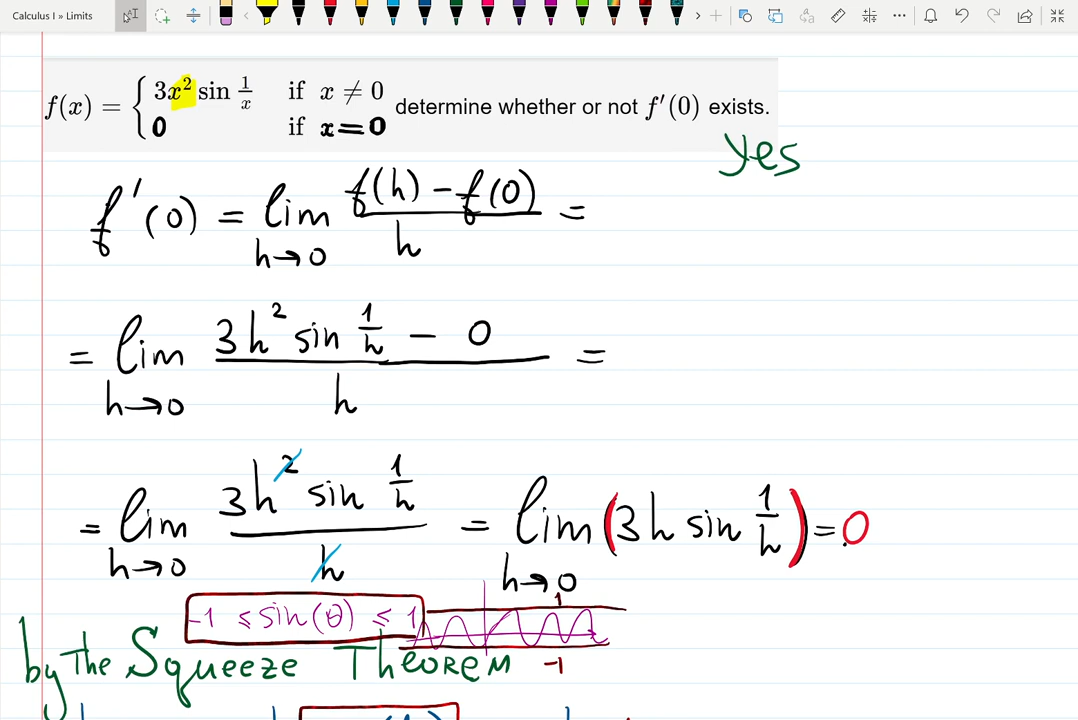 Calculus I » Limits
f(x) = { 3x² sin 1/x if x ≠ 0
0 if x = 0
determine whether or not f′(0) exists.
yes
f'(0) = lim h→0 (f(h) - f(0))/h =
= lim h→0 (3h² sin 1/h - 0)/h =
= lim h→0 (3h² sin 1/h)/h = lim h→0 (3h sin 1/h) = 0
-1 ≤ sin(θ) ≤ 1
1
-1
by The Squeeze Theorem